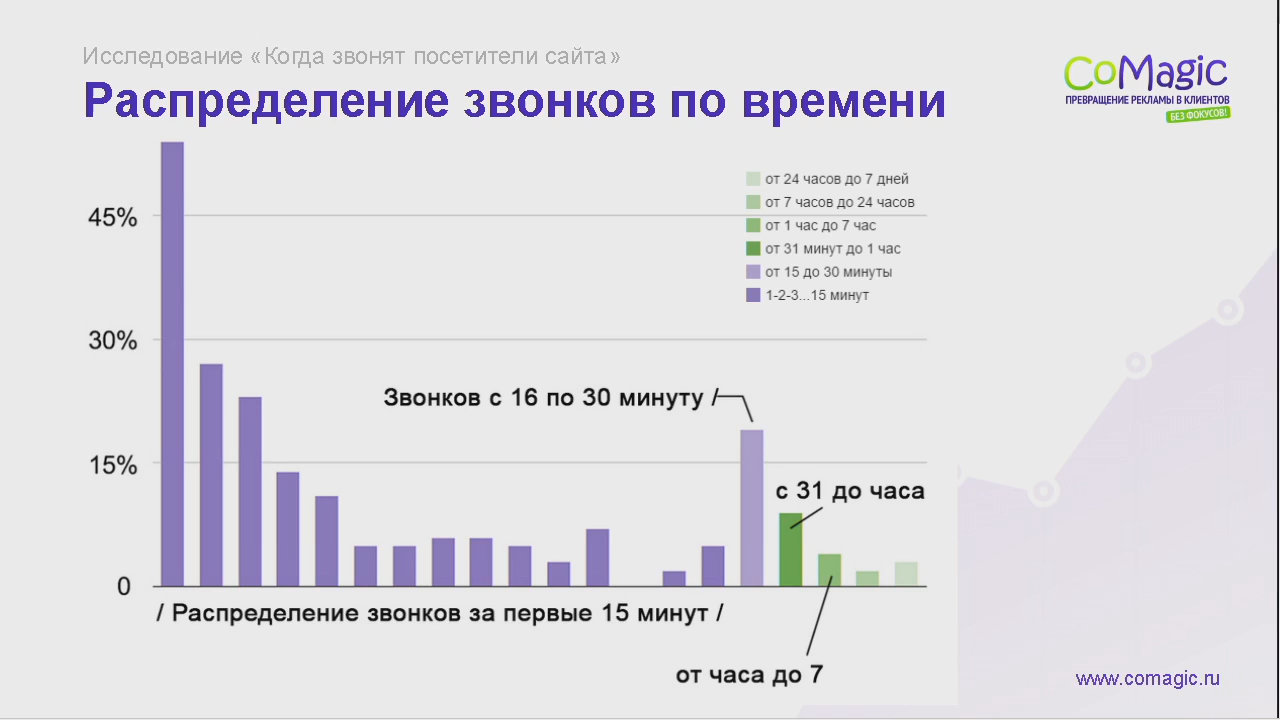 Исследование «Когда звонят посетители сайта»
Распределение звонков по времени
CoMagic
ПРЕВРАЩЕНИЕ РЕКЛАМЫ В КЛИЕНТОВ
БЕЗ ФОКУСОВ!
от 24 часов до 7 дней
от 7 часов до 24 часов
от 1 час до 7 час
от 31 минут до 1 час
от 15 до 30 минуты
1-2-3...15 минут
45%
30%
15%
0
Звонков с 16 по 30 минуту /
с 31 до часа
/ Распределение звонков за первые 15 минут /
от часа до 7
www.comagic.ru